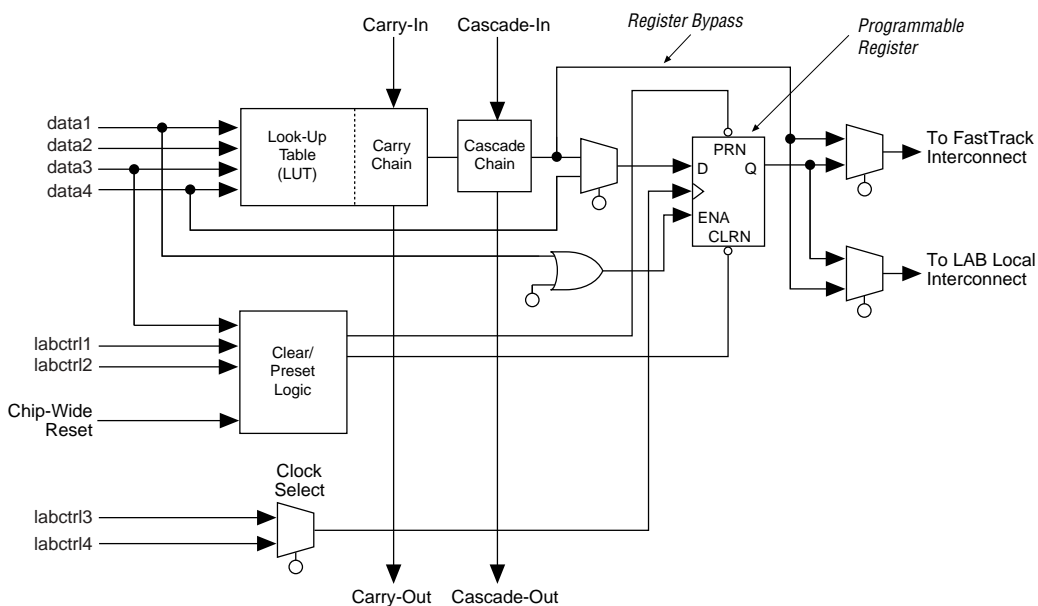 Carry-In
Cascade-In
Register Bypass
Programmable
Register
data1
data2
data3
data4
Look-Up
Table
(LUT)
Carry
Chain
Cascade
Chain
PRN
D
Q
ENA
CLRN
To FastTrack
Interconnect
To LAB Local
Interconnect
labctrl1
labctrl2
Clear/
Preset
Logic
Chip-Wide
Reset
Clock
Select
labctrl3
labctrl4
Carry-Out
Cascade-Out